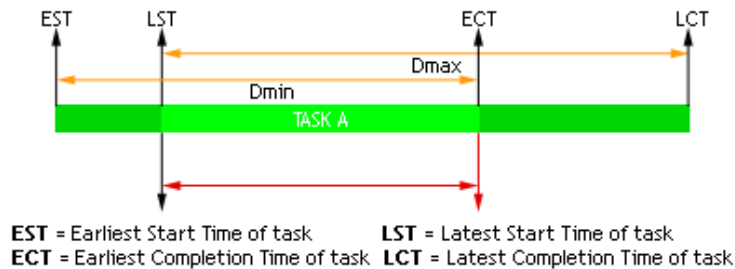 EST LST ECT LCT
Dmax
Dmin
TASK A
EST = Earliest Start Time of task LST = Latest Start Time of task
ECT = Earliest Completion Time of task LCT = Latest Completion Time of task